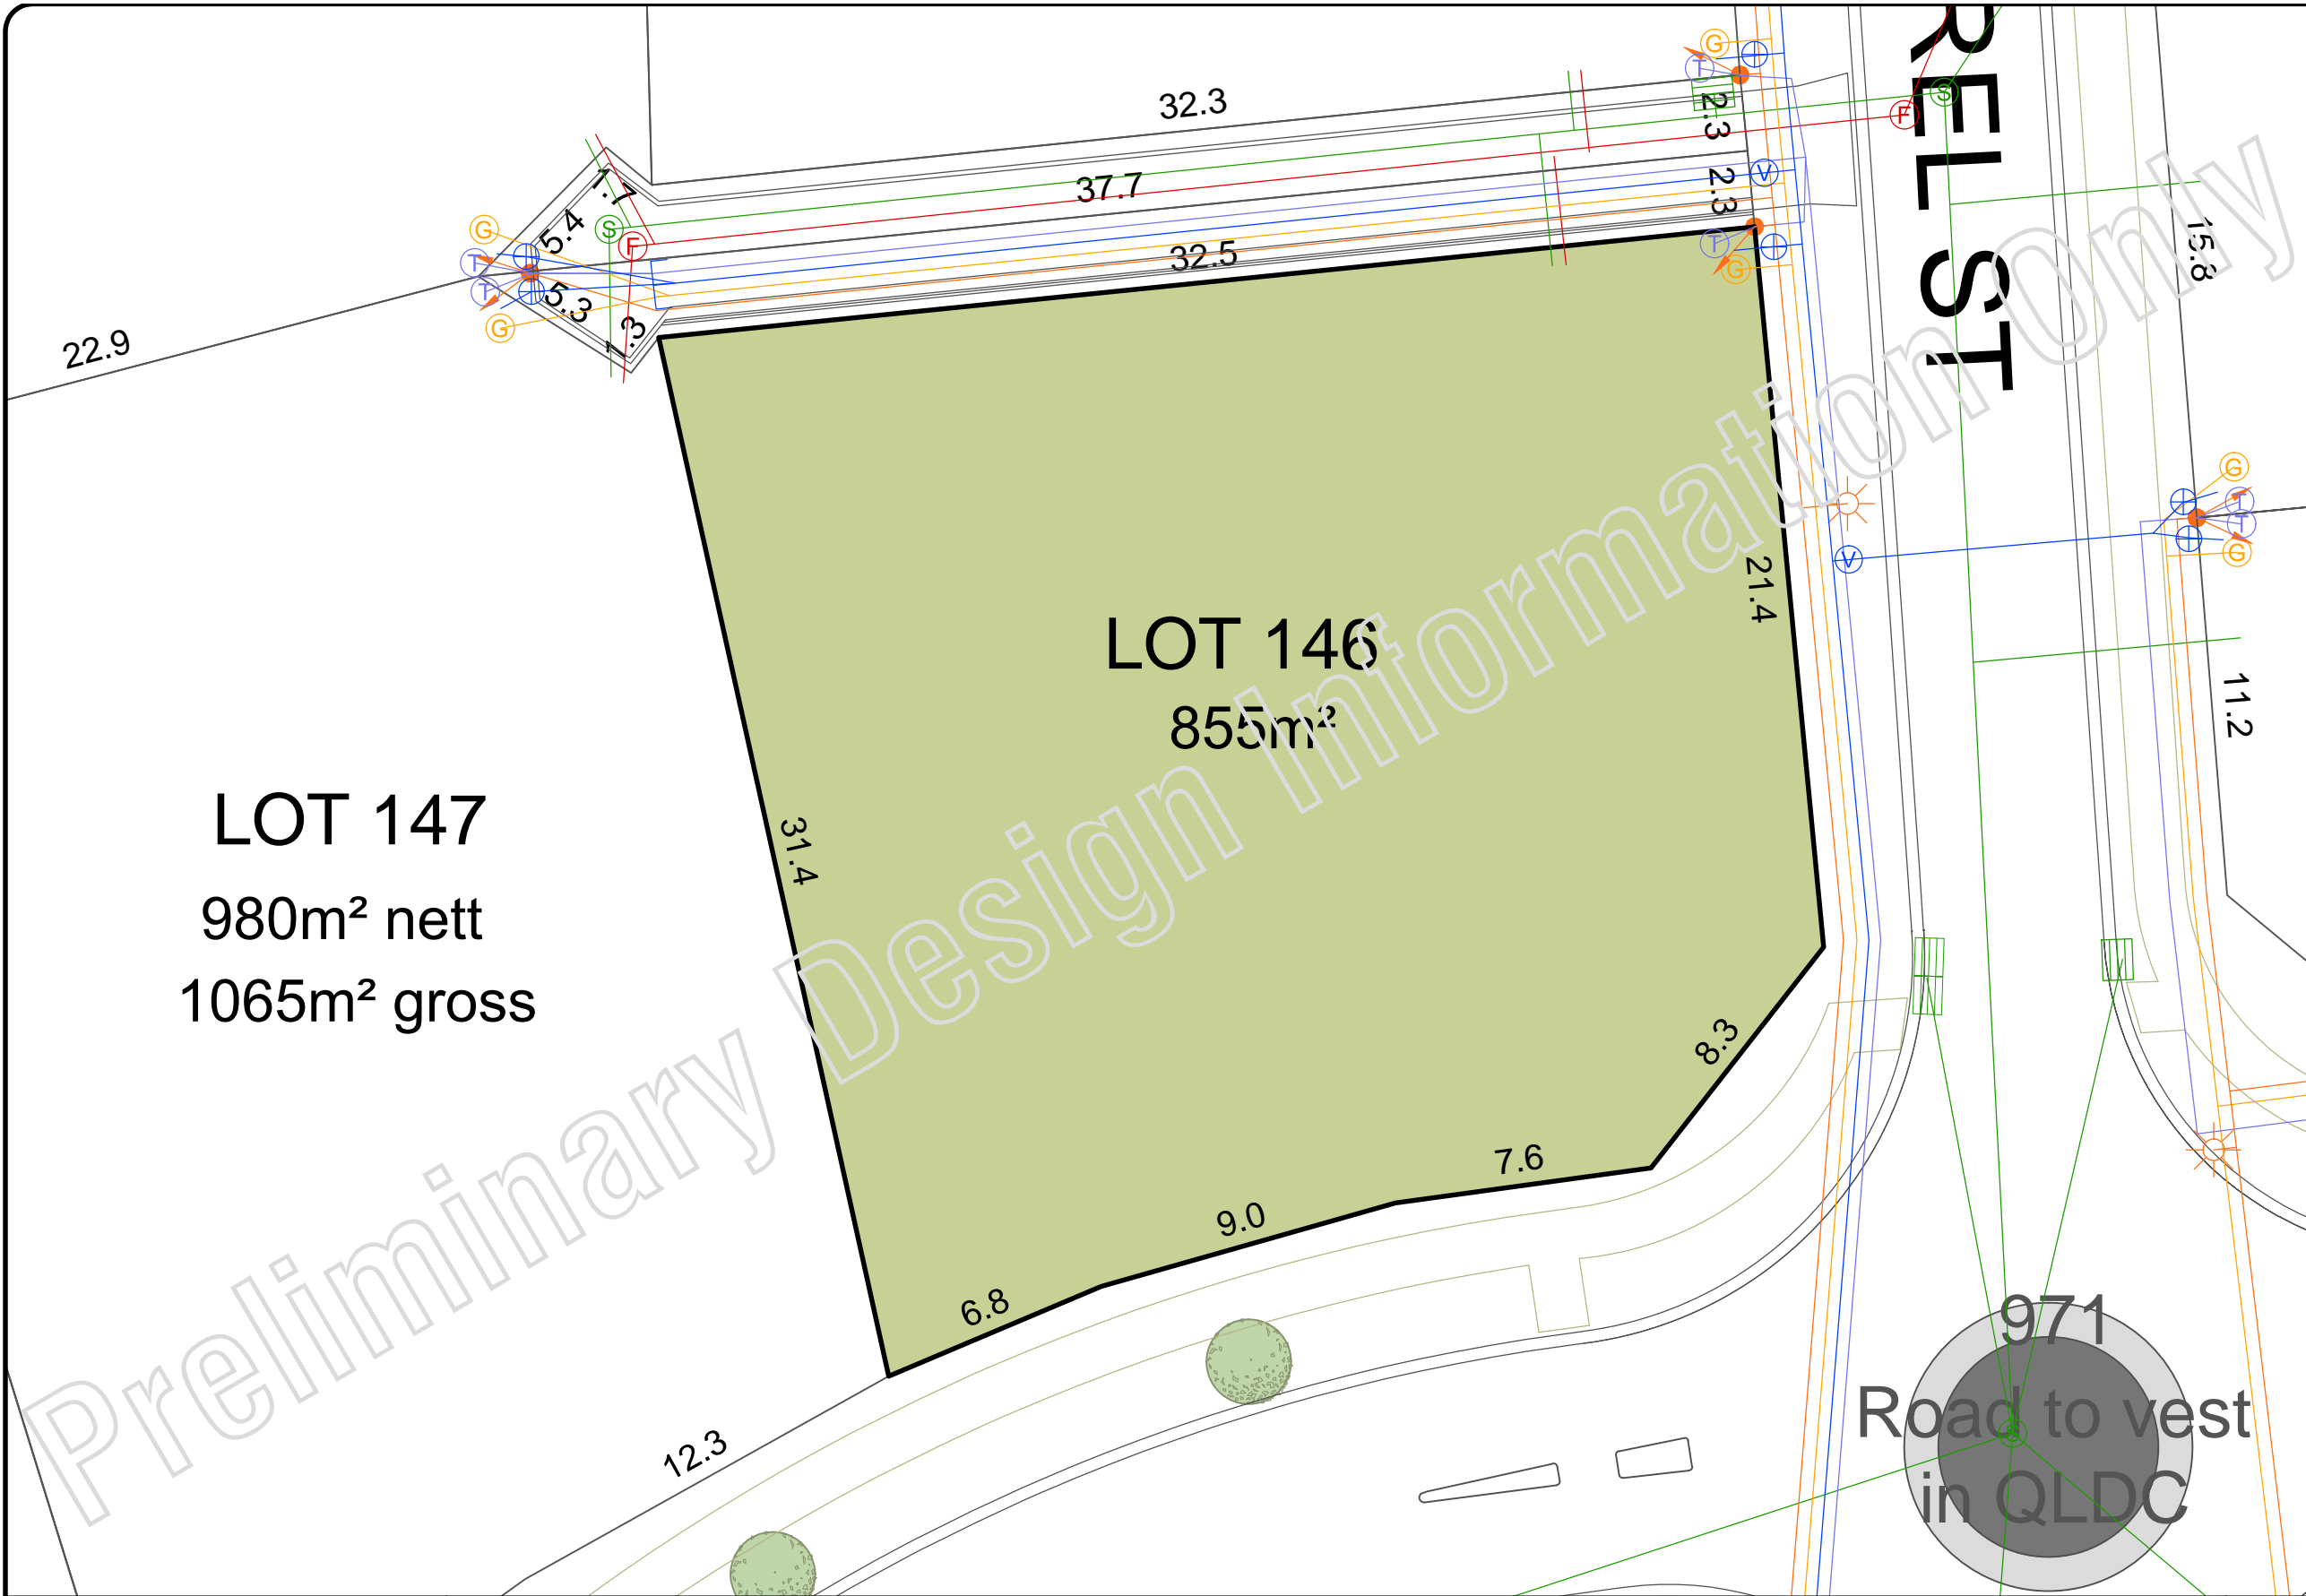 REL ST
G
T
32.3
2.3
S
F
37.7
2.3
V
1.7
5.4
G
S
F
T
T
5.3
G
1.3
32.5
T
G
15.8
22.9
G
T
T
G
V
21.4
LOT 146
855m²
11.2
31.4
LOT 147
980m² nett
1065m² gross
8.3
7.6
9.0
6.8
12.3
971
Road to vest
in QLDC
S
Preliminary Design Information Only